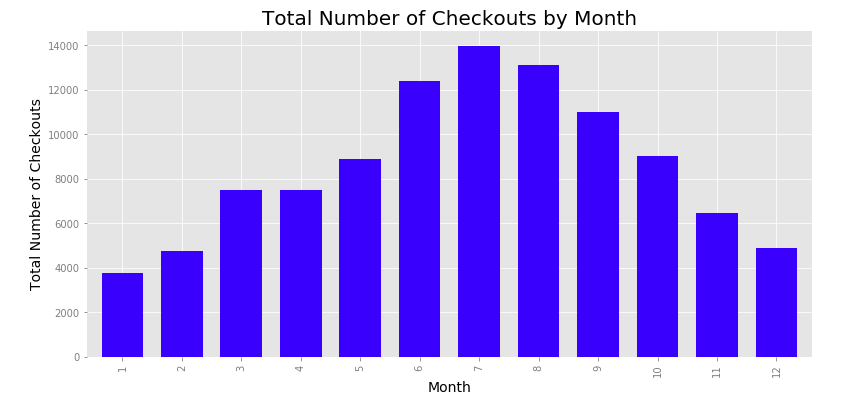 Total Number of Checkouts by Month
Total Number of Checkouts
14000
12000
10000
8000
6000
4000
2000
0
1 2 3 4 5 6 7 8 9 10 11 12
Month